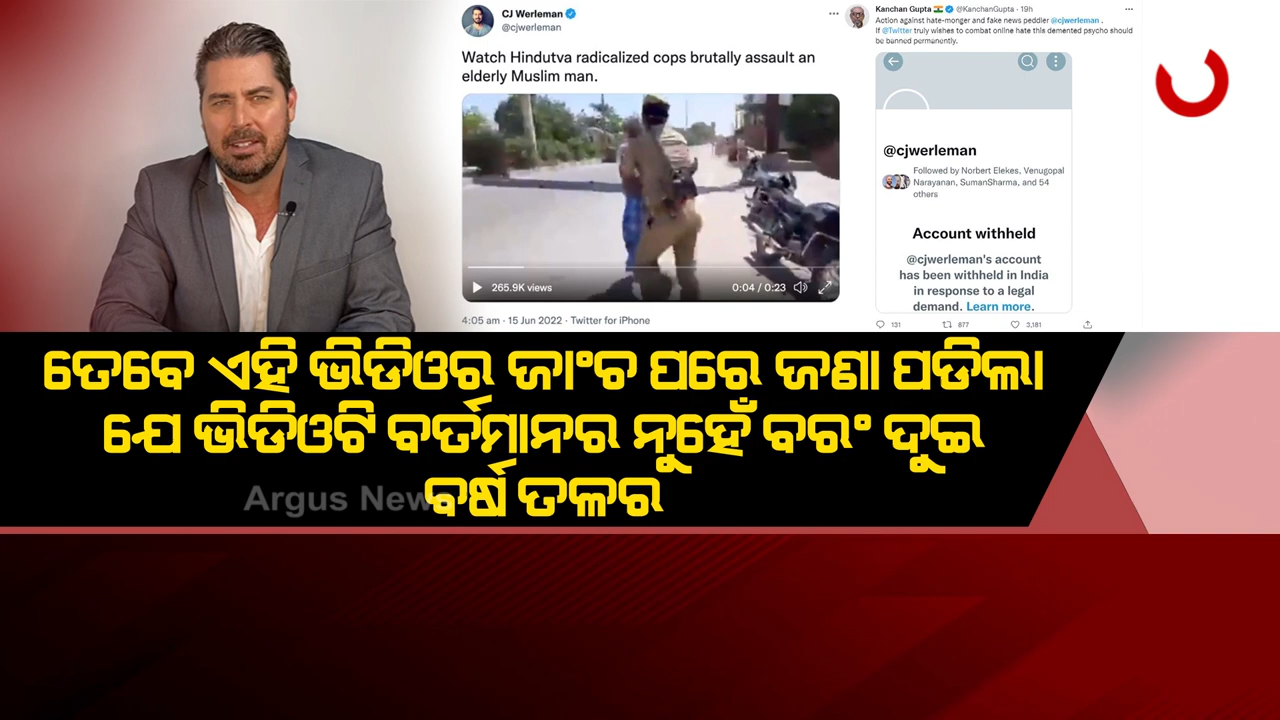 CJ Werleman
@cjwerleman
Watch Hindutva radicalized cops brutally assault an
elderly Muslim man.
265.9K views
0:04 / 0:23
4:05 am · 15 Jun 2022 · Twitter for iPhone
Kanchan Gupta 🇮🇳 @KanchanGupta · 19h
Action against hate-monger and fake news peddler @cjwerleman .
If @Twitter truly wishes to combat online hate this demented psycho should
be banned permanently.
@cjwerleman
Followed by Norbert Elekes, Venugopal
Narayanan, SumanSharma, and 54
others
Account withheld
@cjwerleman's account
has been withheld in India
in response to a legal
demand. Learn more.
131 877 3,181
ତେବେ ଏହି ଭିଡିଓର୍ ଜାଂଚ ପରେ ଜଣା ପଡିଲା
ଯେ ଭିଡିଓଟି ବର୍ତମାନର ନୁହେଁ ବରଂ ଦୁଇ
ବର୍ଷ ତଳର
Argus News